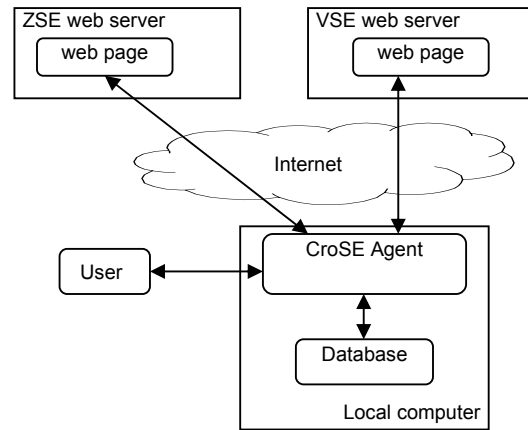 ZSE web server
web page
VSE web server
web page
Internet
CroSE Agent
User
Database
Local computer